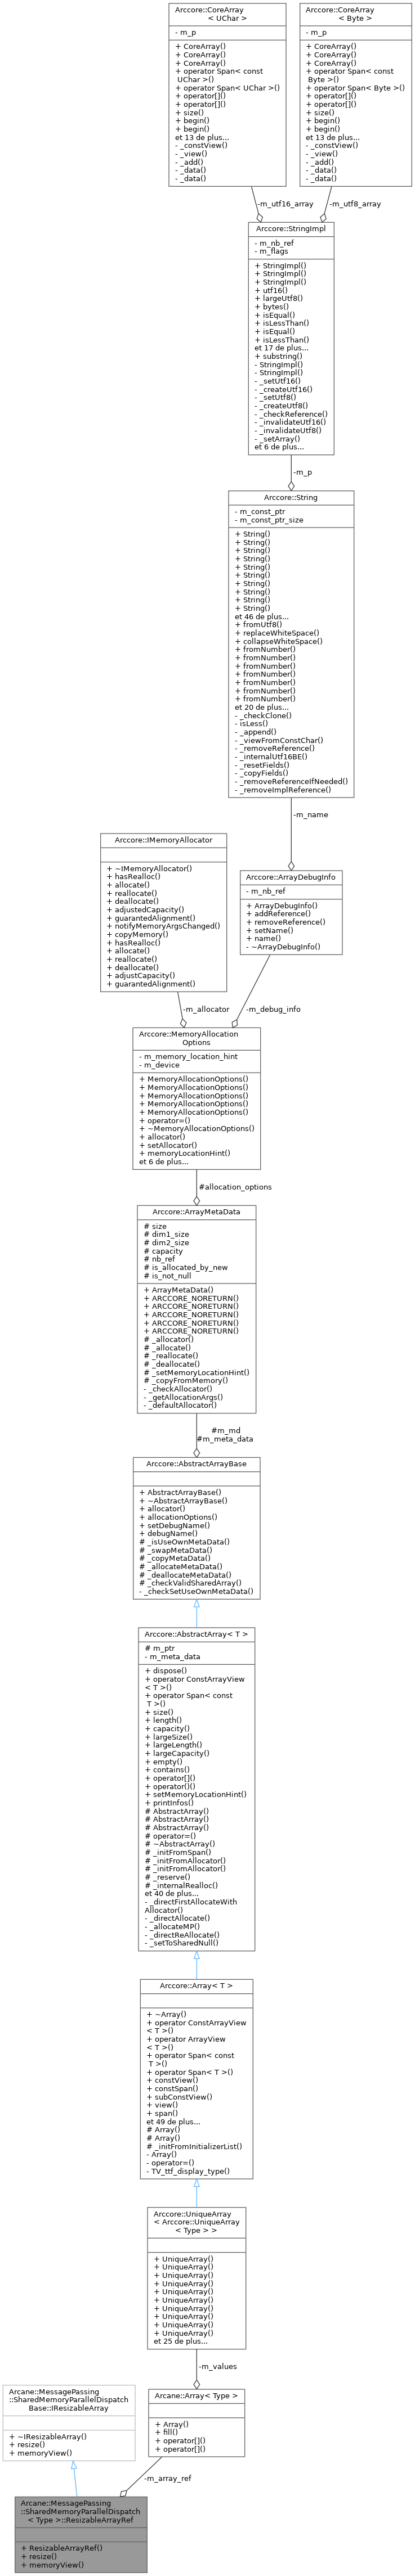 Arccore::CoreArray
< UChar >
- m_p
+ CoreArray()
+ CoreArray()
+ CoreArray()
+ operator Span< const
UChar >()
+ operator Span< UChar >()
+ operator[]()
+ operator[]()
+ size()
+ begin()
+ begin()
et 13 de plus...
- _constView()
- _view()
- _add()
- _data()
- _data()
Arccore::CoreArray
< Byte >
- m_p
+ CoreArray()
+ CoreArray()
+ CoreArray()
+ operator Span< const
Byte >()
+ operator Span< Byte >()
+ operator[]()
+ operator[]()
+ size()
+ begin()
+ begin()
et 13 de plus...
- _constView()
- _view()
- _add()
- _data()
- _data()
-m_utf16_array
-m_utf8_array
Arccore::StringImpl
- m_nb_ref
- m_flags
+ StringImpl()
+ StringImpl()
+ StringImpl()
+ utf16()
+ largeUtf8()
+ bytes()
+ isEqual()
+ isLessThan()
+ isEqual()
+ isLessThan()
et 17 de plus...
+ substring()
- StringImpl()
- StringImpl()
- _setUtf16()
- _createUtf16()
- _setUtf8()
- _createUtf8()
- _checkReference()
- _invalidateUtf16()
- _invalidateUtf8()
- _setArray()
et 6 de plus...
-m_p
Arccore::String
- m_const_ptr
- m_const_ptr_size
+ String()
+ String()
+ String()
+ String()
+ String()
+ String()
+ String()
+ String()
+ String()
+ String()
et 46 de plus...
+ fromUtf8()
+ replaceWhiteSpace()
+ collapseWhiteSpace()
+ fromNumber()
+ fromNumber()
+ fromNumber()
+ fromNumber()
+ fromNumber()
+ fromNumber()
+ fromNumber()
et 20 de plus...
- _checkClone()
- isLess()
- _append()
- _viewFromConstChar()
- _removeReference()
- _internalUtf16BE()
- _resetFields()
- _copyFields()
- _removeReferenceIfNeeded()
- _removeImplReference()
-m_name
Arccore::IMemoryAllocator
+ ~IMemoryAllocator()
+ hasRealloc()
+ allocate()
+ reallocate()
+ deallocate()
+ adjustedCapacity()
+ guarantedAlignment()
+ notifyMemoryArgsChanged()
+ copyMemory()
+ hasRealloc()
+ allocate()
+ reallocate()
+ deallocate()
+ adjustCapacity()
+ guarantedAlignment()
Arccore::ArrayDebugInfo
- m_nb_ref
+ ArrayDebugInfo()
+ addReference()
+ removeReference()
+ setName()
+ name()
- ~ArrayDebugInfo()
-m_allocator
-m_debug_info
Arccore::MemoryAllocation
Options
- m_memory_location_hint
- m_device
+ MemoryAllocationOptions()
+ MemoryAllocationOptions()
+ MemoryAllocationOptions()
+ MemoryAllocationOptions()
+ MemoryAllocationOptions()
+ operator=()
+ ~MemoryAllocationOptions()
+ allocator()
+ setAllocator()
+ memoryLocationHint()
et 6 de plus...
#allocation_options
Arccore::ArrayMetaData
# size
# dim1_size
# dim2_size
# capacity
# nb_ref
# is_allocated_by_new
# is_not_null
+ ArrayMetaData()
+ ARCCORE_NORETURN()
+ ARCCORE_NORETURN()
+ ARCCORE_NORETURN()
+ ARCCORE_NORETURN()
+ ARCCORE_NORETURN()
# _allocator()
# _allocate()
# _reallocate()
# _deallocate()
# _setMemoryLocationHint()
# _copyFromMemory()
- _checkAllocator()
- _getAllocationArgs()
- _defaultAllocator()
#m_md
#m_meta_data
Arccore::AbstractArrayBase
+ AbstractArrayBase()
+ ~AbstractArrayBase()
+ allocator()
+ allocationOptions()
+ setDebugName()
+ debugName()
# _isUseOwnMetaData()
# _swapMetaData()
# _copyMetaData()
# _allocateMetaData()
# _deallocateMetaData()
# _checkValidSharedArray()
- _checkSetUseOwnMetaData()
Arccore::AbstractArray< T >
# m_ptr
- m_meta_data
+ dispose()
+ operator ConstArrayView
< T >()
+ operator Span< const
T >()
+ size()
+ length()
+ capacity()
+ largeSize()
+ largeLength()
+ largeCapacity()
+ empty()
+ contains()
+ operator[]()
+ operator()()
+ setMemoryLocationHint()
+ printInfos()
# AbstractArray()
# AbstractArray()
# AbstractArray()
# operator=()
# ~AbstractArray()
# _initFromSpan()
# _initFromAllocator()
# _initFromAllocator()
# _reserve()
# _internalRealloc()
et 40 de plus...
- _directFirstAllocateWith
Allocator()
- _directAllocate()
- _allocateMP()
- _directReAllocate()
- _setToSharedNull()
Arccore::Array< T >
+ ~Array()
+ operator ConstArrayView
< T >()
+ operator ArrayView
< T >()
+ operator Span< const
T >()
+ operator Span< T >()
+ constView()
+ constSpan()
+ subConstView()
+ view()
+ span()
et 49 de plus...
# Array()
# Array()
# _initFromInitializerList()
- Array()
- operator=()
- TV_ttf_display_type()
Arccore::UniqueArray
< Arccore::UniqueArray
< Type > >
+ UniqueArray()
+ UniqueArray()
+ UniqueArray()
+ UniqueArray()
+ UniqueArray()
+ UniqueArray()
+ UniqueArray()
+ UniqueArray()
+ UniqueArray()
+ UniqueArray()
et 25 de plus...
-m_values
Arcane::MessagePassing
::SharedMemoryParallelDispatch
Base::IResizableArray
+ ~IResizableArray()
+ resize()
+ memoryView()
Arcane::Array< Type >
+ Array()
+ fill()
+ operator[]()
+ operator[]()
-m_array_ref
Arcane::MessagePassing
::SharedMemoryParallelDispatch
< Type >::ResizableArrayRef
+ ResizableArrayRef()
+ resize()
+ memoryView()